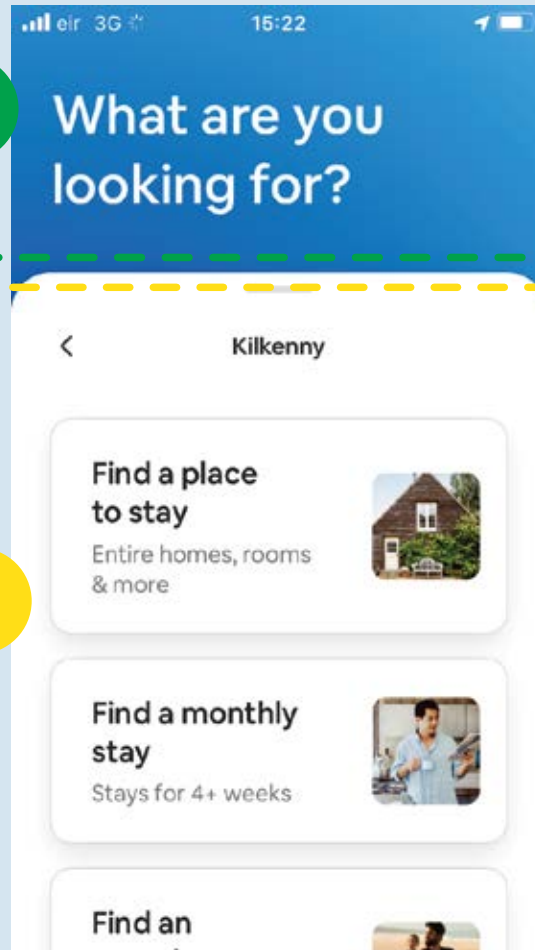 eir 3G 15:22
What are you
looking for?
Kilkenny
Find a place
to stay
Entire homes, rooms
& more
Find a monthly
stay
Stays for 4+ weeks
Find an